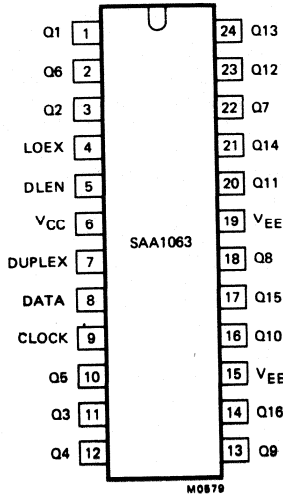 Q1 1 24 Q13
Q6 2 23 Q12
Q2 3 22 Q7
LOEX 4 21 Q14
DLEN 5 20 Q11
VCC 6 19 VEE
SAA1063
DUPLEX 7 18 Q8
DATA 8 17 Q15
CLOCK 9 16 Q10
Q5 10 15 VEE
Q3 11 14 Q16
Q4 12 13 Q9
M0579